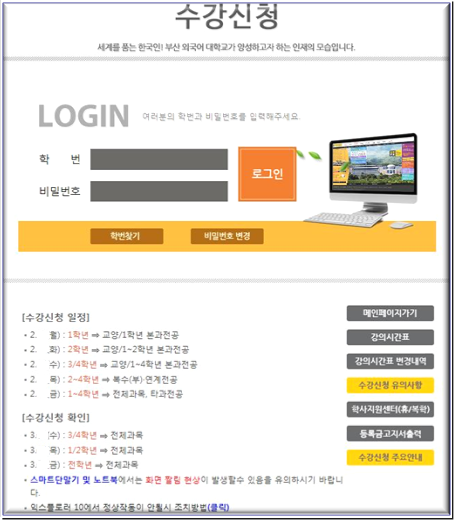 수강신청
세계를 품는 한국인! 부산 외국어 대학교가 양성하고자 하는 인재의 모습입니다.
LOGIN 여러분의 학번과 비밀번호를 입력해주세요.
학 번
비밀번호
로그인
학번찾기 비밀번호 변경
[수강신청 일정]
• 2. 월) : 1학년 ⇒ 교양/1학년 본과전공
• 2. (화) : 2학년 ⇒ 교양/1~2학년 본과전공
• 2. 수) : 3/4학년 ⇒ 교양/1~4학년 본과전공
• 2. 목) : 2~4학년 ⇒ 복수(부)·연계전공
• 2. 금) : 1~4학년 ⇒ 전체과목, 타과전공
[수강신청 확인]
• 3. (수) : 3/4학년 ⇒ 전체과목
• 3. 목) : 1/2학년 ⇒ 전체과목
• 3. 금) : 전학년 ⇒ 전체과목
• 스마트단말기 및 노트북에서는 화면 짤림 현상이 발생할수 있음을 유의하시기 바랍니
다.
• 익스플로러 10에서 정상작동이 안될시 조치방법(클릭)
메인페이지가기
강의시간표
강의시간표 변경내역
수강신청 유의사항
학사지원센터(휴/복학)
등록금고지서출력
수강신청 주요안내